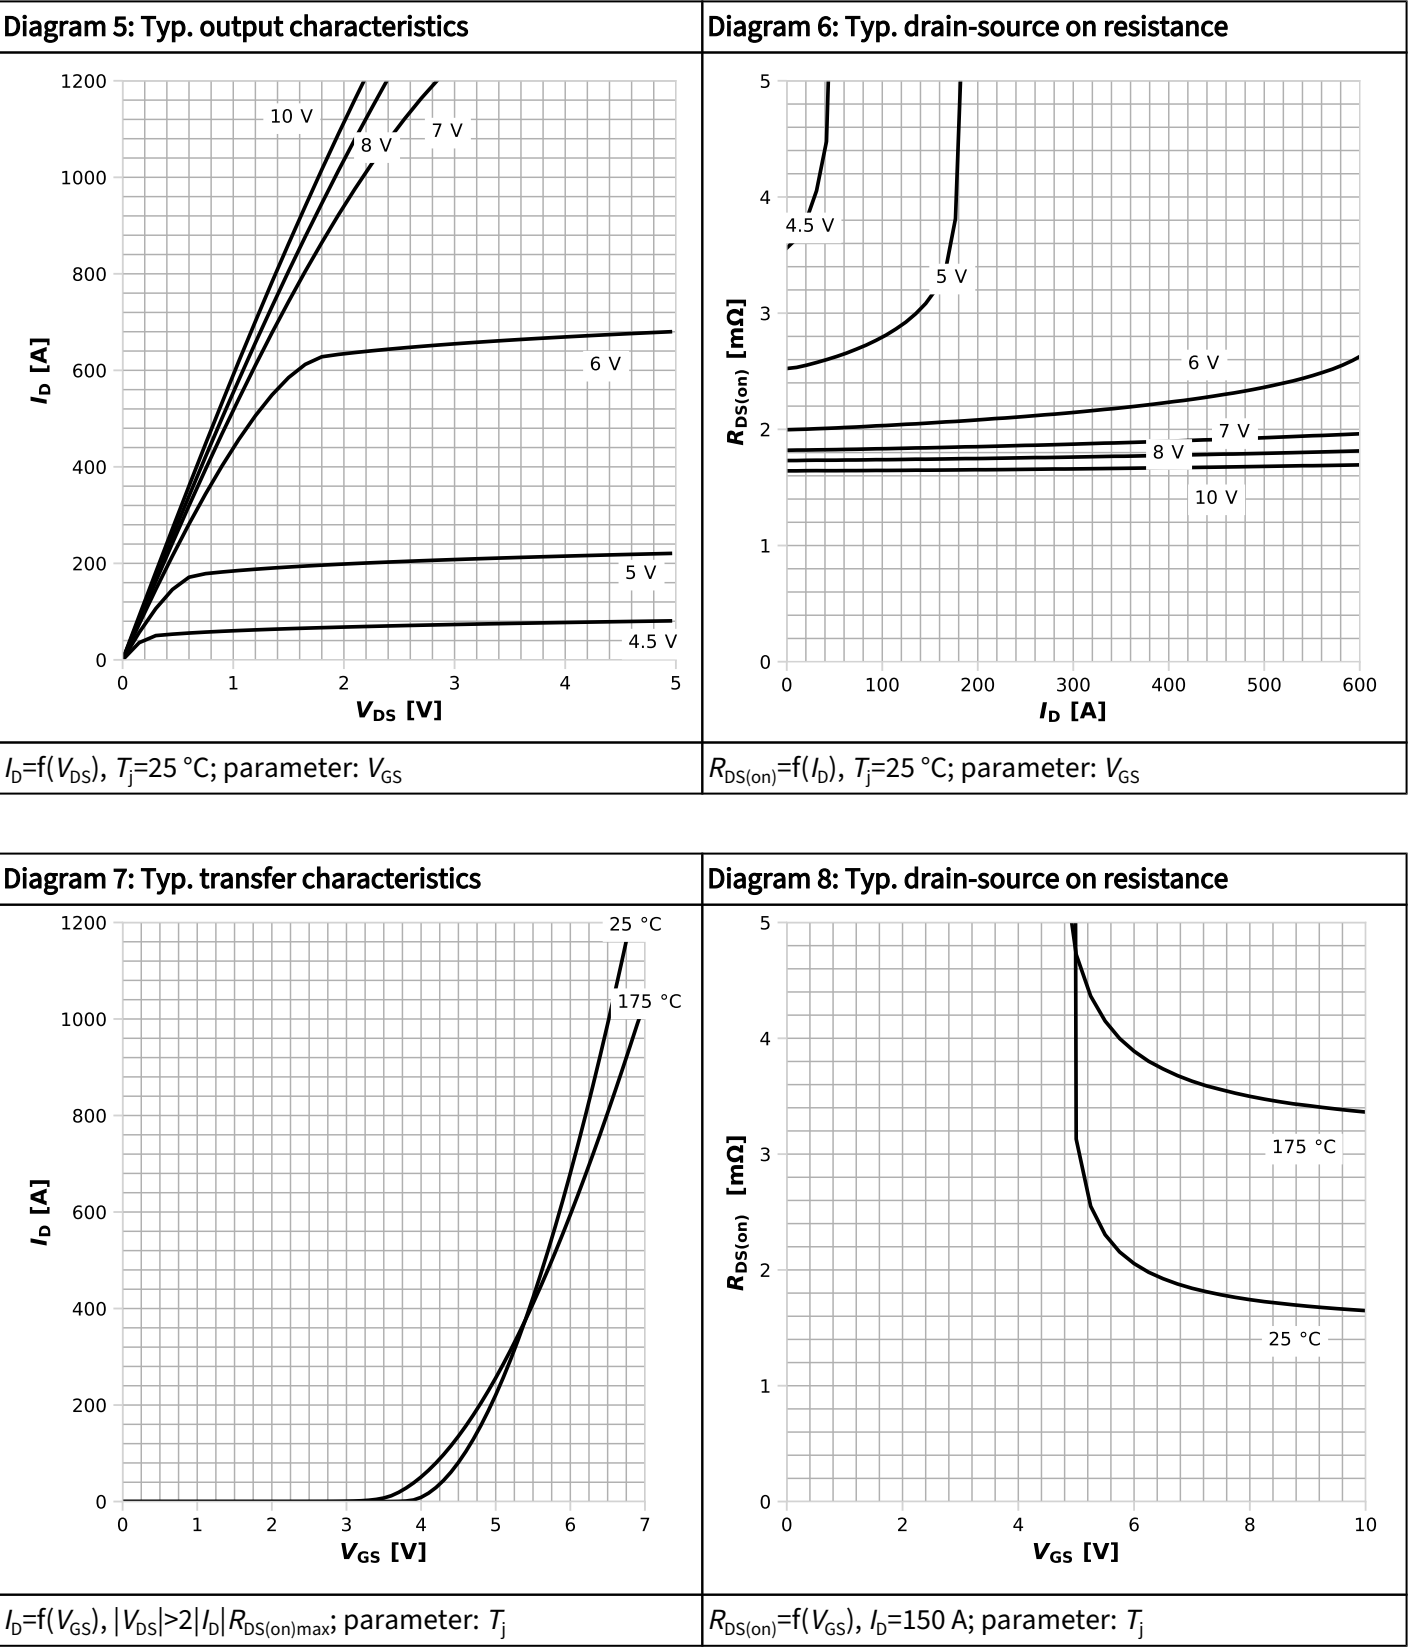 Diagram 5: Typ. output characteristics
1200
1000
800
600
400
200
0
0 1 2 3 4 5
10 V
8 V
7 V
6 V
5 V
4.5 V
I_D [A]
V_DS [V]
I_D=f(V_DS), T_j=25 °C; parameter: V_GS
Diagram 6: Typ. drain-source on resistance
5
4
3
2
1
0
0 100 200 300 400 500 600
4.5 V
5 V
6 V
7 V
8 V
10 V
R_DS(on) [mΩ]
I_D [A]
R_DS(on)=f(I_D), T_j=25 °C; parameter: V_GS
Diagram 7: Typ. transfer characteristics
1200
1000
800
600
400
200
0
0 1 2 3 4 5 6 7
25 °C
175 °C
I_D [A]
V_GS [V]
I_D=f(V_GS), |V_DS|>2|I_D|R_DS(on)max; parameter: T_j
Diagram 8: Typ. drain-source on resistance
5
4
3
2
1
0
0 2 4 6 8 10
175 °C
25 °C
R_DS(on) [mΩ]
V_GS [V]
R_DS(on)=f(V_GS), I_D=150 A; parameter: T_j